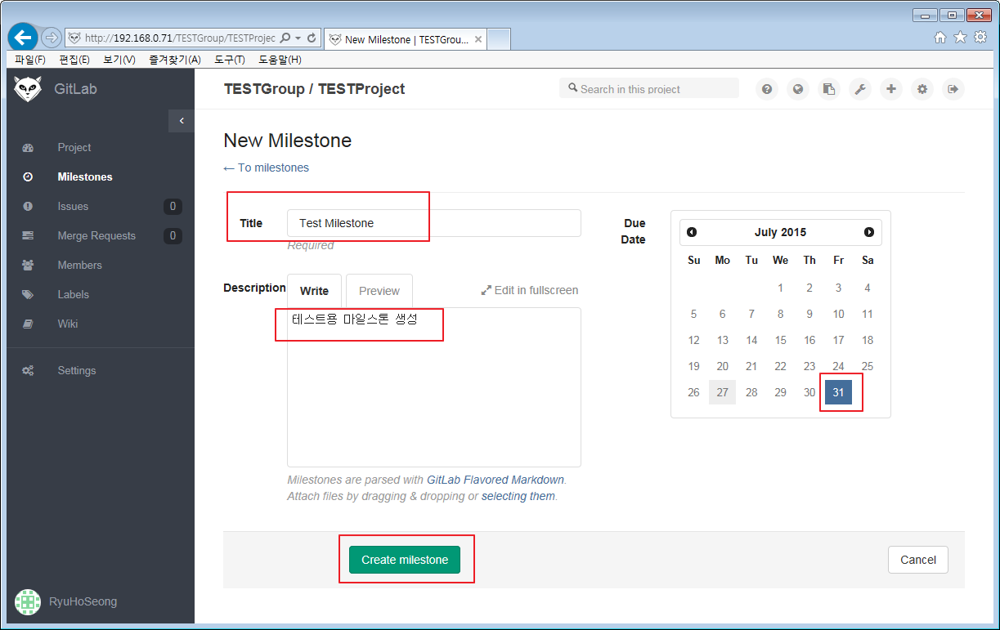 http://192.168.0.71/TESTGroup/TESTProjec
New Milestone | TESTGrou...
파일(F) 편집(E) 보기(V) 즐겨찾기(A) 도구(T) 도움말(H)
GitLab
TESTGroup / TESTProject
Search in this project
Project
Milestones
Issues 0
Merge Requests 0
Members
Labels
Wiki
Settings
RyuHoSeong
New Milestone
← To milestones
Title
Test Milestone
Required
Description
Write
Preview
Edit in fullscreen
테스트용 마일스톤 생성
Milestones are parsed with GitLab Flavored Markdown.
Attach files by dragging & dropping or selecting them.
Due
Date
July 2015
Su Mo Tu We Th Fr Sa
1 2 3 4
5 6 7 8 9 10 11
12 13 14 15 16 17 18
19 20 21 22 23 24 25
26 27 28 29 30 31
Create milestone
Cancel